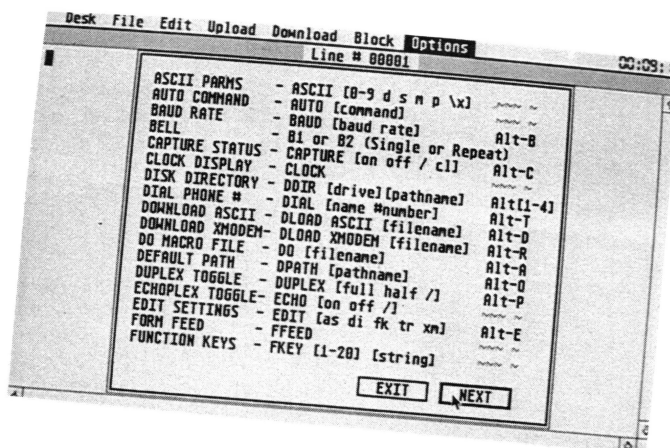 Desk File Edit Upload Download Block Options 00:09:
Line # 00001
ASCII PARMS - ASCII [0-9 d s m p \x] ~~~~ ~
AUTO COMMAND - AUTO [command] ~~~~ ~
BAUD RATE - BAUD [baud rate] Alt-B
BELL - B1 or B2 (Single or Repeat)
CAPTURE STATUS - CAPTURE [on off / cl] Alt-C
CLOCK DISPLAY - CLOCK ~~~~ ~
DISK DIRECTORY - DDIR [drive][pathname] Alt[1-4]
DIAL PHONE # - DIAL [name #number] Alt-T
DOWNLOAD ASCII - DLOAD ASCII [filename] Alt-D
DOWNLOAD XMODEM- DLOAD XMODEM [filename] Alt-R
DO MACRO FILE - DO [filename] Alt-A
DEFAULT PATH - DPATH [pathname] Alt-O
DUPLEX TOGGLE - DUPLEX [full half /] Alt-P
ECHOPLEX TOGGLE- ECHO [on off /] ~~~~ ~
EDIT SETTINGS - EDIT [as di fk tr xm] Alt-E
FORM FEED - FFEED ~~~~ ~
FUNCTION KEYS - FKEY [1-20] [string] ~~~~ ~
EXIT NEXT